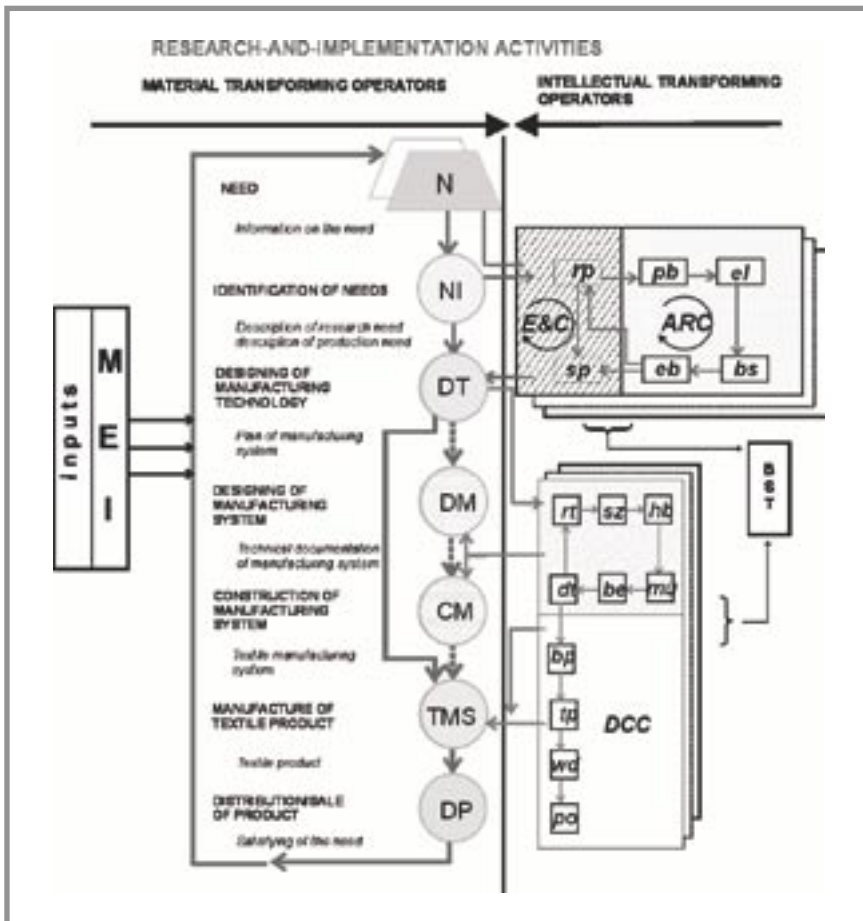 RESEARCH-AND-IMPLEMENTATION ACTIVITIES
MATERIAL TRANSFORMING OPERATORS
INTELLECTUAL TRANSFORMING
OPERATORS
NEED
N
Information on the need
IDENTIFICATION OF NEEDS
NI
Description of research need
description of production need
DESIGNING OF
MANUFACTURING
TECHNOLOGY
DT
Plan of manufacturing
system
DESIGNING OF
MANUFACTURING
SYSTEM
DM
Technical documentation
of manufacturing system
CONSTRUCTION OF
MANUFACTURING
SYSTEM
CM
Textile manufacturing
system
MANUFACTURE OF
TEXTILE PRODUCT
TMS
Textile product
DISTRIBUTION/SALE
OF PRODUCT
DP
Satisfying of the need
inputs
M
E
I
rp
pb
el
E&C
ARC
sp
eb
bs
BST
rt
sz
hb
dt
be
mo
bp
tp
DCC
wd
po